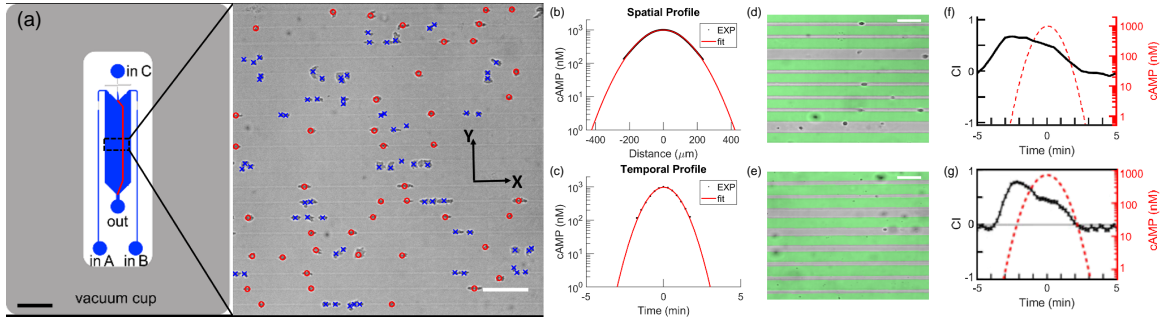 (a)
in C
out
in A
in B
vacuum cup
Y
X
(b)
Spatial Profile
EXP
fit
cAMP (nM)
10³
10²
10¹
10⁰
-400 -200 0 200 400
Distance (μm)
(c)
Temporal Profile
EXP
fit
cAMP (nM)
10³
10²
10¹
10⁰
-5 0 5
Time (min)
(d)
(e)
(f)
CI
1
0
-1
-5 0 5
Time (min)
1000
100
10
1
cAMP (nM)
(g)
CI
1
0
-1
-5 0 5
Time (min)
1000
100
10
1
cAMP (nM)